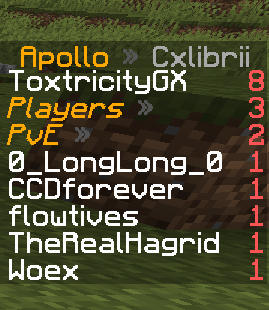 Apollo » Cxlibrii
ToxtricityGX 8
Players » 3
PvE » 2
0_LongLong_0 1
CCDforever 1
flowtives 1
TheRealHagrid 1
Woex 1